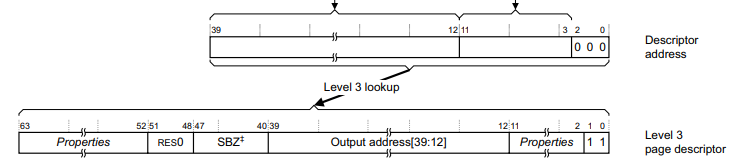 39 12 11 3 2 0
0 0 0
Descriptor
address
Level 3 lookup
63 52 51 48 47 40 39 12 11 2 1 0
Properties RES0 SBZ‡ Output address[39:12] Properties 1 1
Level 3
page descriptor